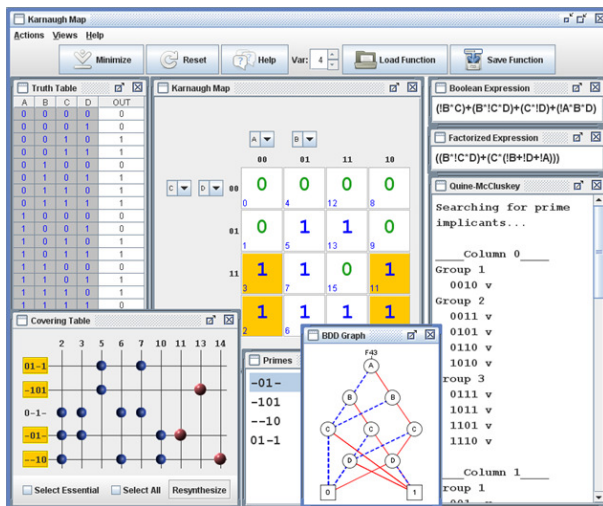 Karnaugh Map
Actions Views Help
Minimize Reset Help Var: 4 Load Function Save Function
Truth Table
A B C D OUT
0 0 0 0 0
0 0 0 1 0
0 0 1 0 1
0 0 1 1 1
0 1 0 0 0
0 1 0 1 1
0 1 1 0 1
0 1 1 1 1
1 0 0 0 0
1 0 0 1 0
1 0 1 0 1
1 0 1 1 1
1 1 0 0 0
1 1 0 1 1
1 1 1 0 1
1 1 1 1 0
Karnaugh Map
A B
00 01 11 10
C D 00 0 0 0 0
0 4 12 8
01 0 1 1 0
1 5 13 9
11 1 1 0 1
3 7 15 11
1 1 1 1
2 6
Boolean Expression
(!B*C)+(B*!C*D)+(C*!D)+(!A*B*D)
Factorized Expression
((B*!C*D)+(C*(!B+!D+!A)))
Quine-McCluskey
Searching for prime
implicants...
____Column 0____
Group 1
0010 v
Group 2
0011 v
0101 v
0110 v
1010 v
roup 3
0111 v
1011 v
1101 v
1110 v
___Column 1____
roup 1
Covering Table
2 3 5 6 7 10 11 13 14
01-1
-101
0-1-
-01-
--10
Select Essential Select All Resynthesize
Primes
-01-
-101
--10
01-1
BDD Graph
F43
A
B B
C C C
D D
0 1